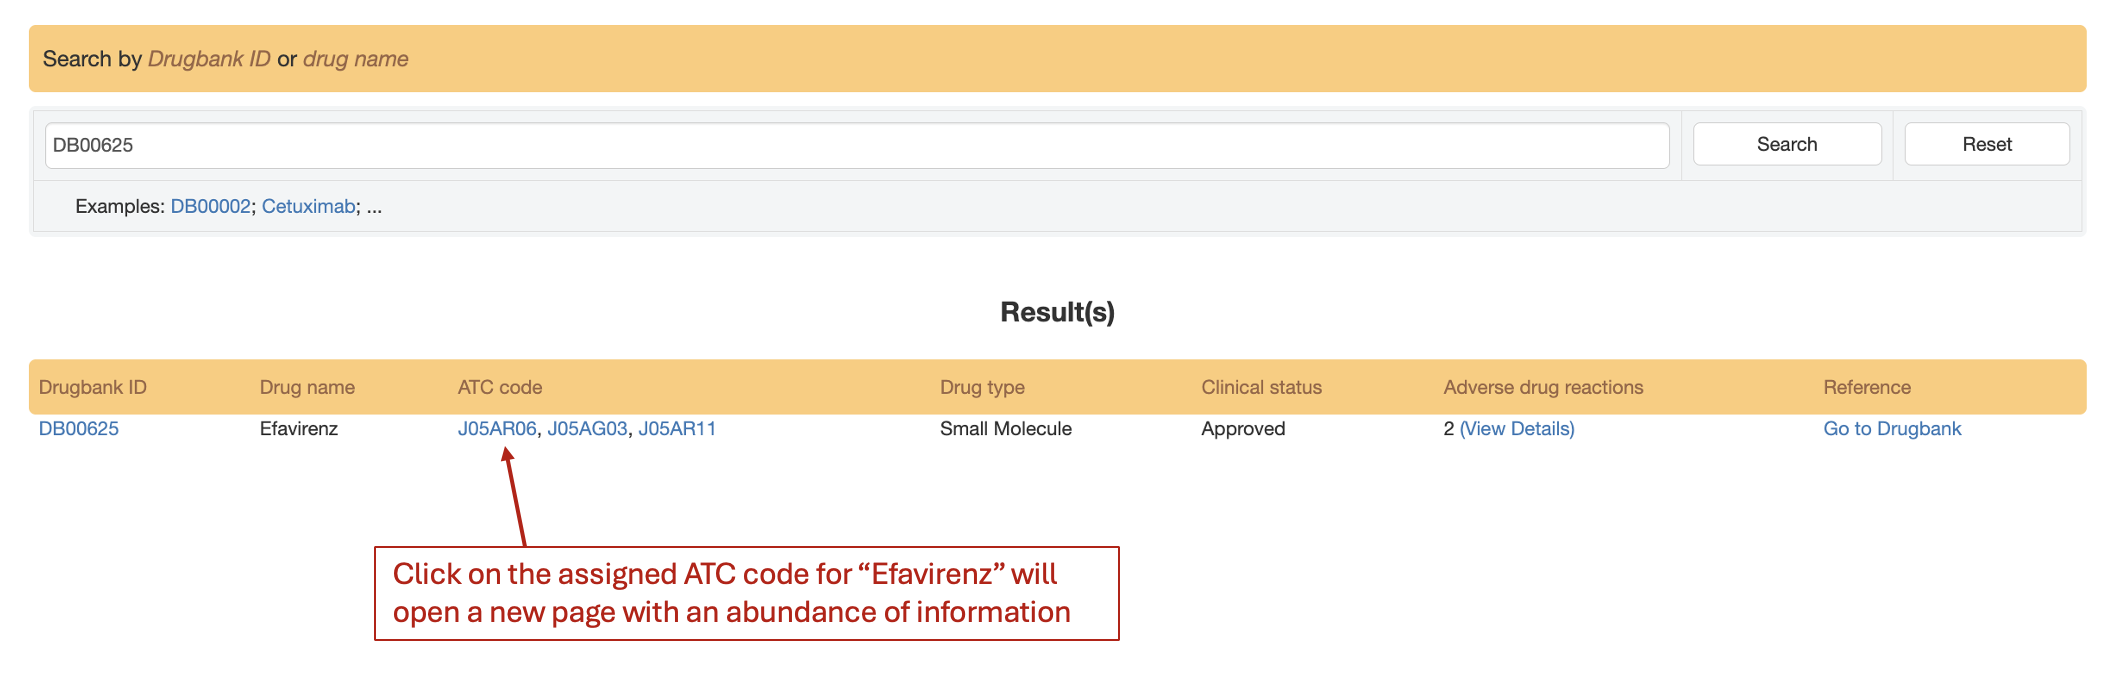 Search by Drugbank ID or drug name
DB00625
Search
Reset
Examples: DB00002; Cetuximab; ...
Result(s)
Drugbank ID Drug name ATC code Drug type Clinical status Adverse drug reactions Reference
DB00625 Efavirenz J05AR06, J05AG03, J05AR11 Small Molecule Approved 2 (View Details) Go to Drugbank
Click on the assigned ATC code for “Efavirenz” will
open a new page with an abundance of information